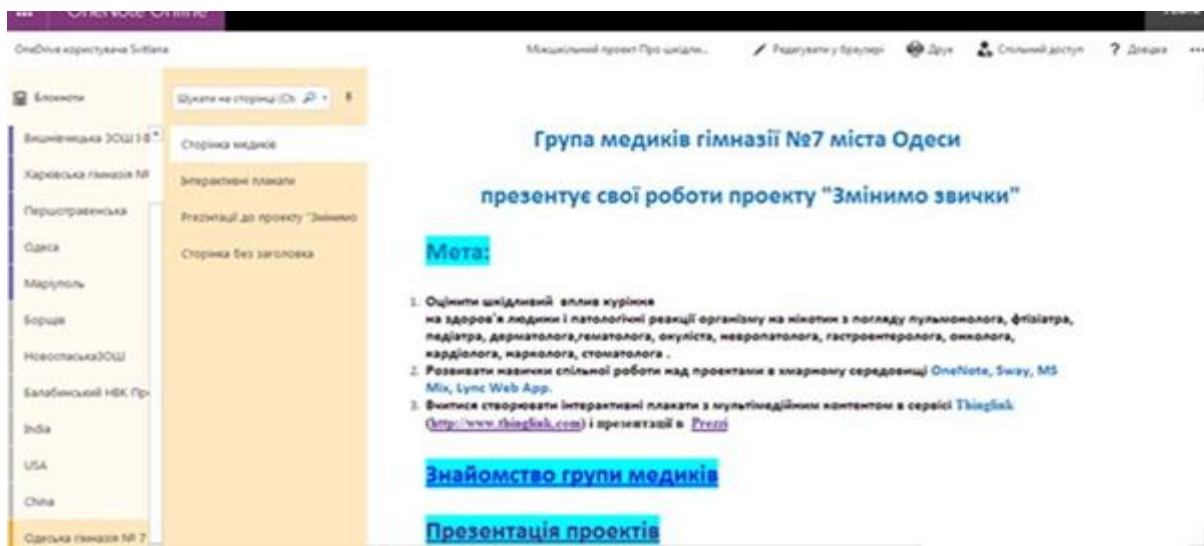 OneNote Online
OneDrive користувача Svitlana
Міжшкільний проект Про шкідли...
Редагувати у браузері
Друк
Спільний доступ
? Довідка
...
Блокноти
Шукати на сторінці (Ct
Вишнівецька ЗОШ І-ІІ
Харківська гімназія №
Першотравенська
Одеса
Маріуполь
Борщів
НовоспаськаЗОШ
Балабинський НВК Пр
India
USA
China
Одеська гімназія № 7
Сторінка медиків
Інтерактивні плакати
Prezентації до проекту "Змінимо
Сторінка без заголовка
Група медиків гімназії №7 міста Одеси
презентує свої роботи проекту "Змінимо звички"
Мета:
1. Оцінити шкідливий вплив куріння
на здоров'я людини і патологічні реакції організму на нікотин з погляду пульмонолога, фтізіатра,
педіатра, дерматолога,гематолога, окуліста, невропатолога, гастроентеролога, онколога,
кардіолога, нарколога, стоматолога .
2. Розвивати навички спільної роботи над проектами в хмарному середовищі OneNote, Sway, MS
Mix, Lync Web App.
3. Вчитися створювати інтерактивні плакати з мультимедійним контентом в сервісі Thinglink
(http://www.thinglink.com) і презентації в Prezzi
Знайомство групи медиків
Презентація проектів